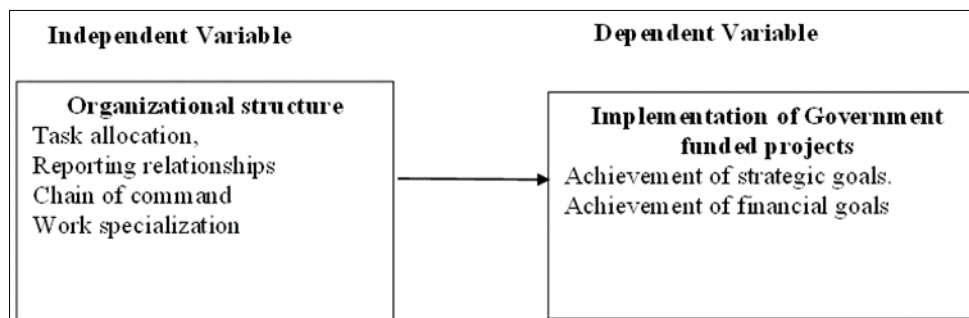 Independent Variable
Dependent Variable
Organizational structure
Task allocation,
Reporting relationships
Chain of command
Work specialization
Implementation of Government
funded projects
Achievement of strategic goals.
Achievement of financial goals